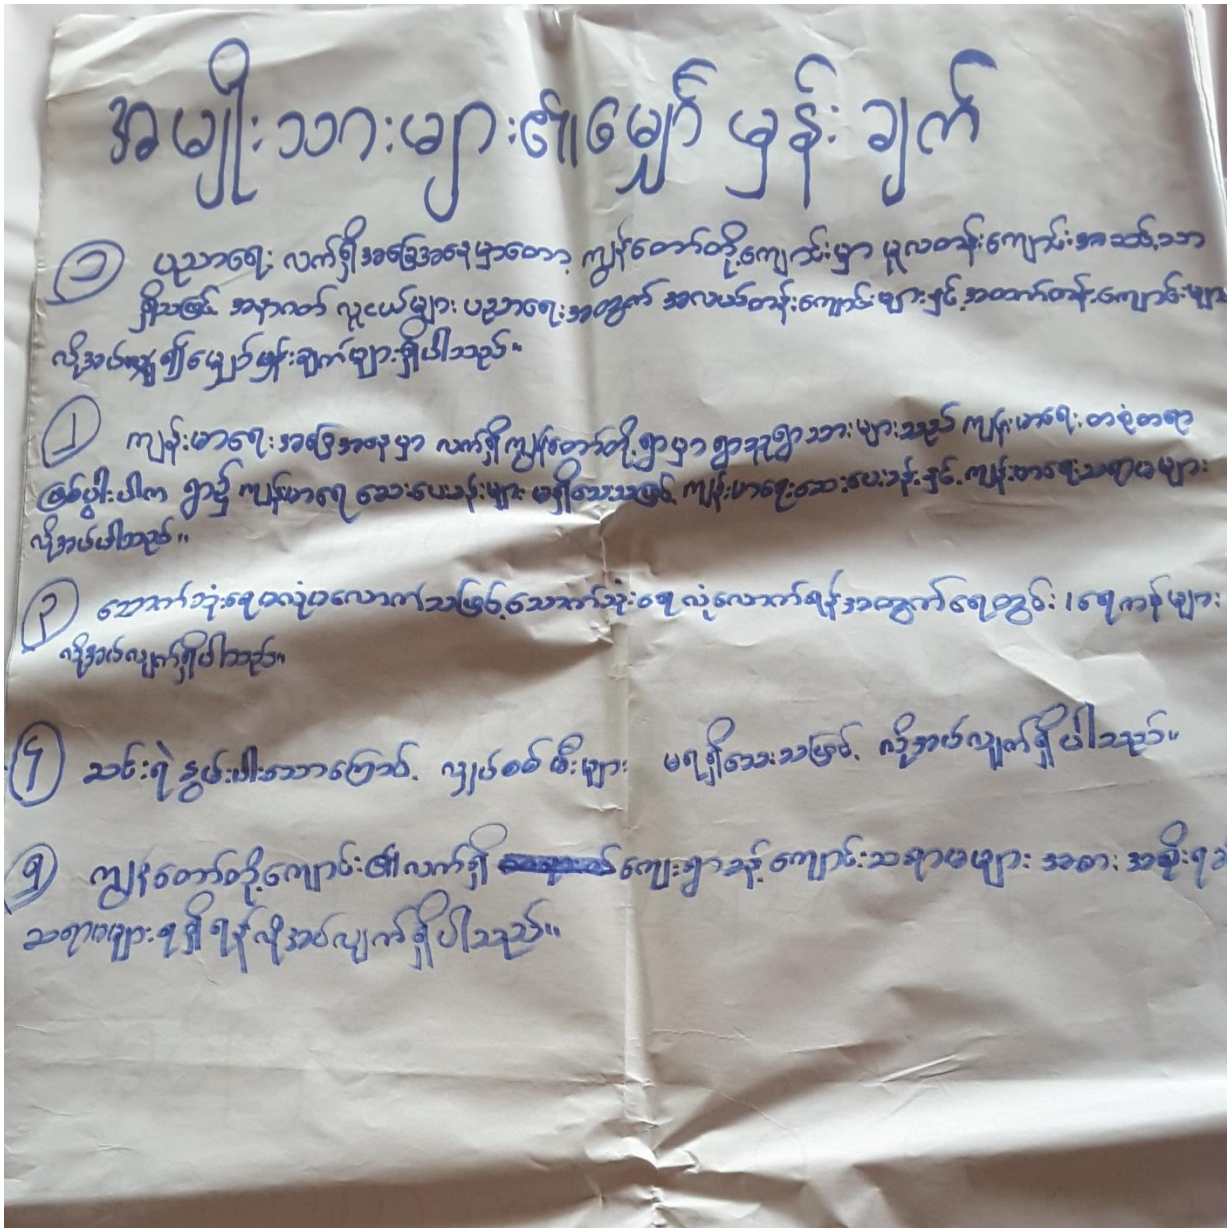 အမျိုးသားများ၏မျှော်မှန်းချက်
၁ ပညာရေး လက်ရှိအခြေအနေမှာတော့ ကျွန်တော်တို့ကျောင်းမှာ မူလတန်းကျောင်းအဆင့်သာ
ရှိသဖြင့် အနာဂတ် လူငယ်များ ပညာရေးအတွက် အလယ်တန်းကျောင်းများနှင့် အထက်တန်းကျောင်းများ
လိုအပ်၍မျှော်မှန်းချက်များရှိပါသည်။
၂ ကျန်းမာရေးအခြေအနေမှာ လက်ရှိကျွန်တော်တို့ရွာမှာ ရွာသူရွာသားများသည် ကျန်းမာရေး တစုံတရာ
ဖြစ်ပွါးပါက ရွာ၌ ကျန်မာရေ ဆေးပေးခန်းများ မရှိသေးသဖြင့် ကျန်းမာရေးဆေးပေးခန်းနှင့် ကျန်းမာရေးသရာမများ
လိုအပ်ပါသည်။
၃ သောက်သုံးရေမလုံမလောက်သဖြင့်သောက်သုံးရေလုံလောက်ရန်အတွက်ရေတွင်း၊ရေကန်များ
လိုအပ်လျက်ရှိပါသည်။
၄ ဆင်းရဲနွမ်းပါးသောကြောင့် လျှပ်စစ်မီးများ မရရှိသေးသဖြင့် လိုအပ်လျက်ရှိပါသည်။
၅ ကျွန်တော်တို့ကျောင်း၏လက်ရှိ ကျေးရွာခန့်ကျောင်းသရာမများ အစား အစိုးရ
ဆရာမများရရှိရန်လိုအပ်လျက်ရှိပါသည်။